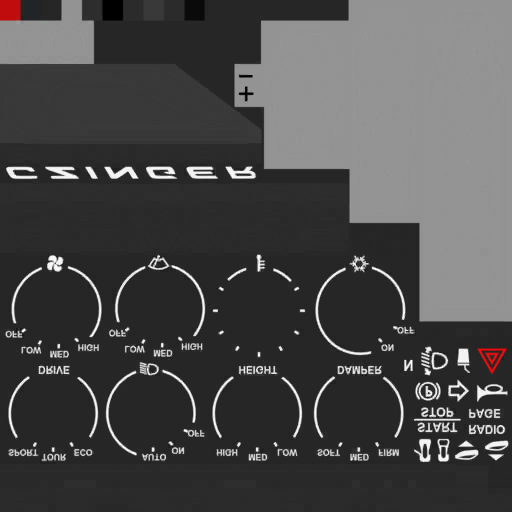 − +
CZINGER
OFF LOW MED HIGH
OFF LOW MED HIGH
OFF
ON
DRIVE
HEIGHT
DAMPER
N
SPORT TOUR ECO
OFF
AUTO ON
HIGH MED LOW
SOFT MED FIRM
P
STOP
START
PAGE
RADIO